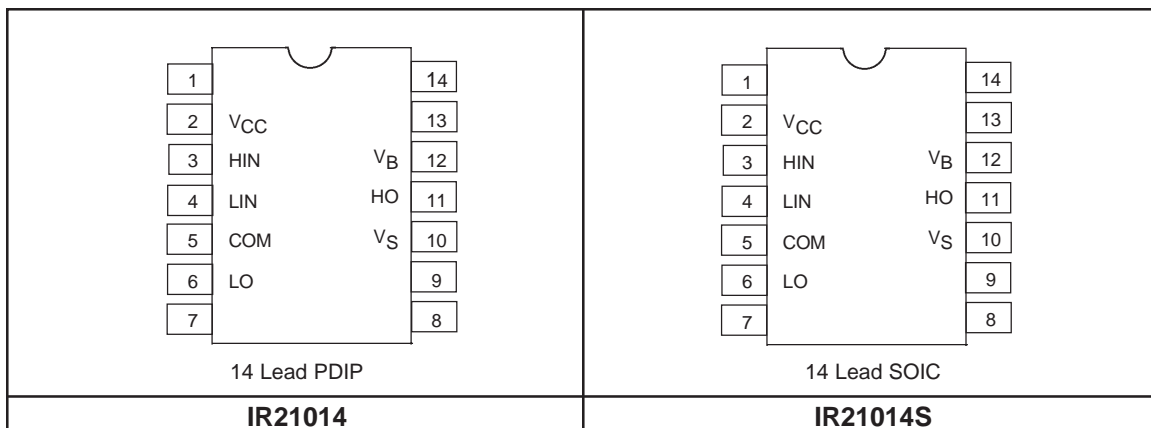 1 14
2 VCC 13
3 HIN VB 12
4 LIN HO 11
5 COM VS 10
6 LO 9
7 8
14 Lead PDIP
IR21014
1 14
2 VCC 13
3 HIN VB 12
4 LIN HO 11
5 COM VS 10
6 LO 9
7 8
14 Lead SOIC
IR21014S